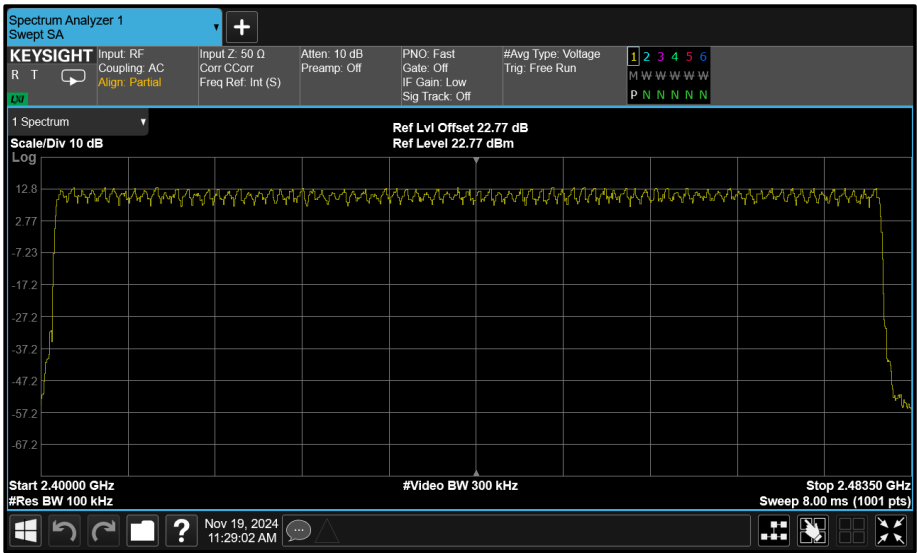 Spectrum Analyzer 1
Swept SA
+
KEYSIGHT
R T
LXI
Input: RF
Coupling: AC
Align: Partial
Input Z: 50 Ω
Corr CCorr
Freq Ref: Int (S)
Atten: 10 dB
Preamp: Off
PNO: Fast
Gate: Off
IF Gain: Low
Sig Track: Off
#Avg Type: Voltage
Trig: Free Run
1 2 3 4 5 6
M W W W W W
P N N N N N
1 Spectrum
Scale/Div 10 dB
Ref Lvl Offset 22.77 dB
Ref Level 22.77 dBm
Log
12.8
2.77
-7.23
-17.2
-27.2
-37.2
-47.2
-57.2
-67.2
Start 2.40000 GHz
#Video BW 300 kHz
Stop 2.48350 GHz
#Res BW 100 kHz
Sweep 8.00 ms (1001 pts)
?
Nov 19, 2024
11:29:02 AM